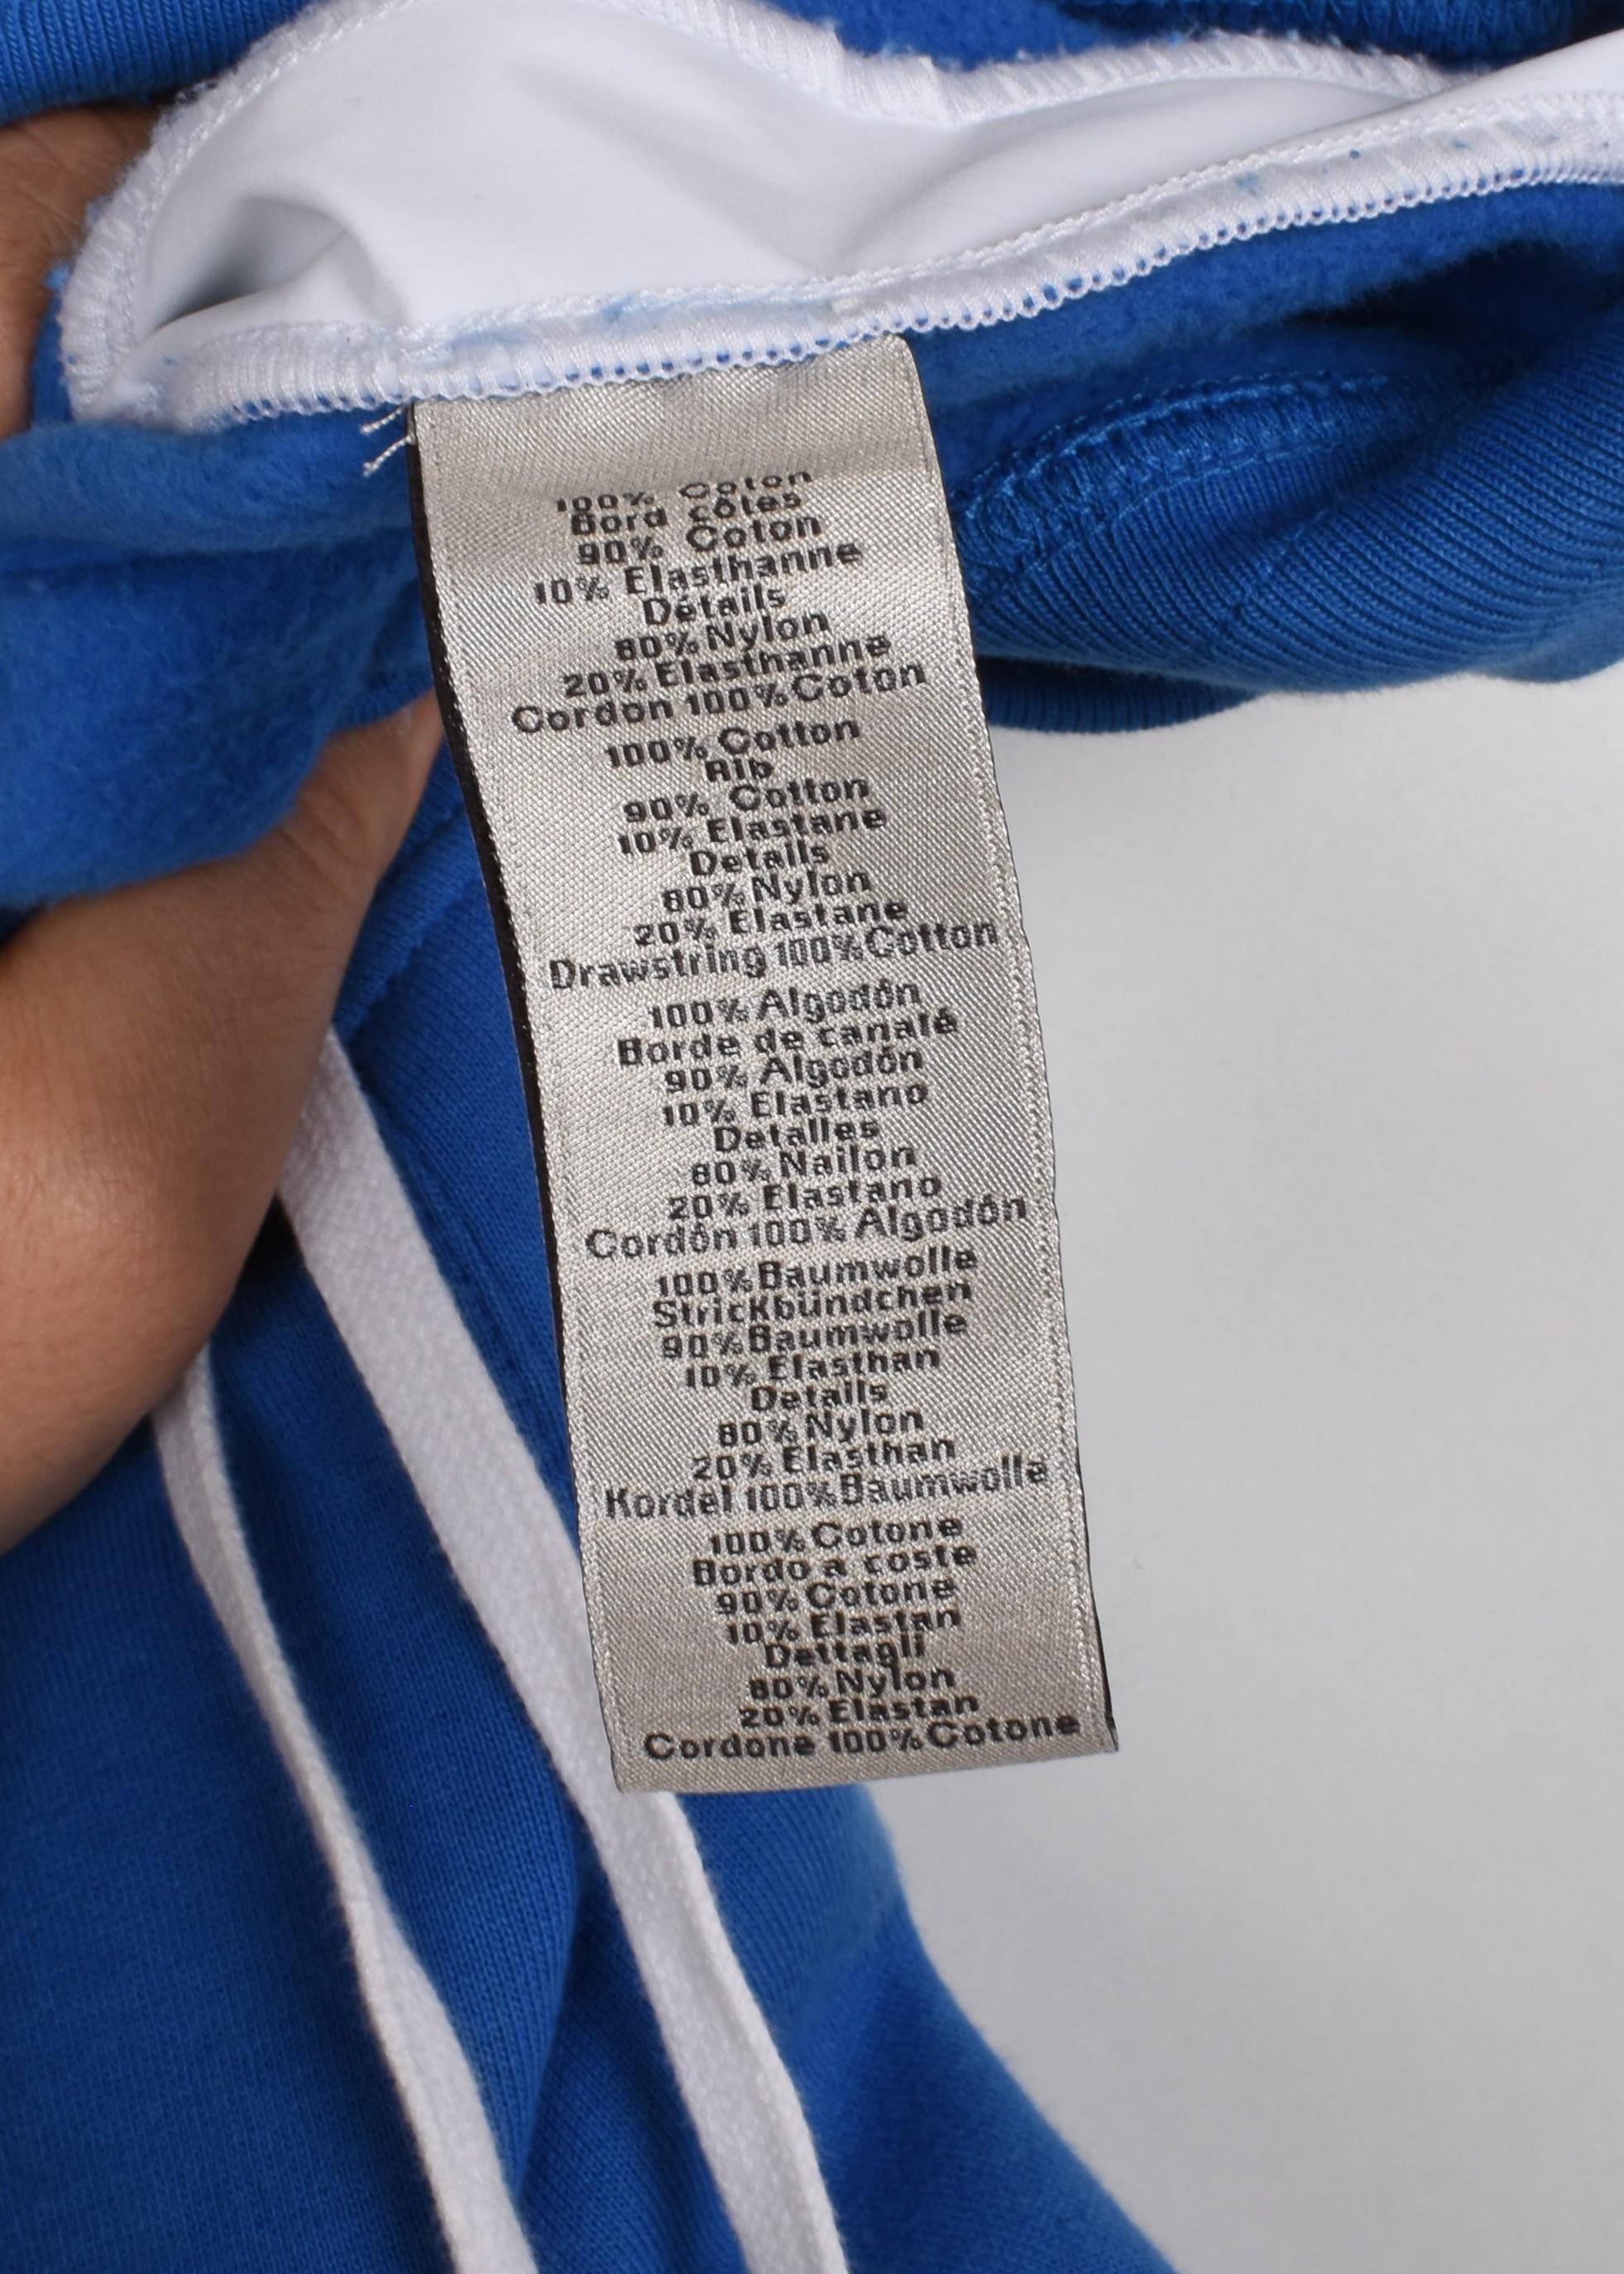 100% Coton
Bord côtes
90% Coton
10% Elasthanne
Détails
80% Nylon
20% Elasthanne
Cordon 100% Coton
100% Cotton
Rib
90% Cotton
10% Elastane
Details
80% Nylon
20% Elastane
Drawstring 100% Cotton
100% Algodón
Borde de canalé
90% Algodón
10% Elastano
Detalles
80% Nailon
20% Elastano
Cordón 100% Algodón
100% Baumwolle
Strickbündchen
90% Baumwolle
10% Elasthan
Details
80% Nylon
20% Elasthan
Kordel 100% Baumwolle
100% Cotone
Bordo a coste
90% Cotone
10% Elastan
Dettagli
80% Nylon
20% Elastan
Cordone 100% Cotone